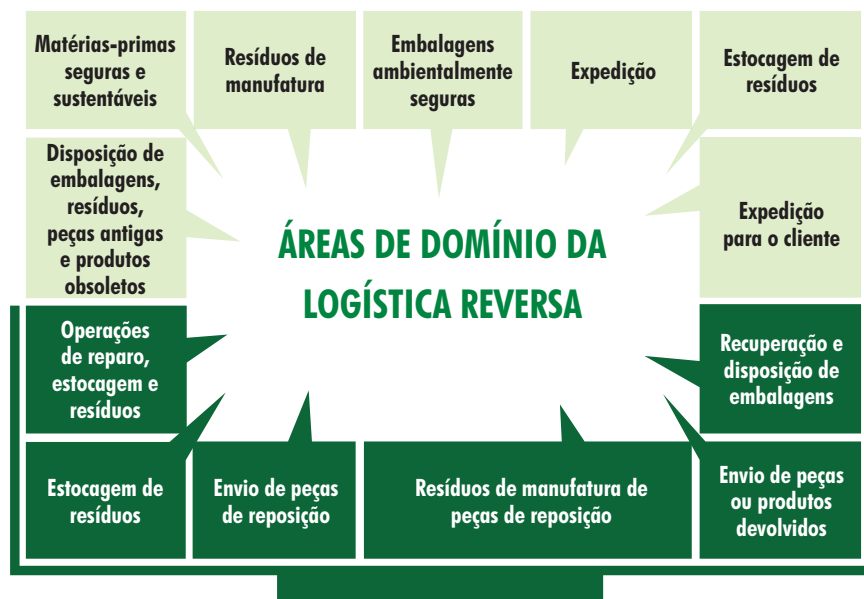 Matérias-primas
seguras e
sustentáveis
Resíduos de
manufatura
Embalagens
ambientalmente
seguras
Expedição
Estocagem de
resíduos
Disposição de
embalagens,
resíduos,
peças antigas
e produtos
obsoletos
ÁREAS DE DOMÍNIO DA
LOGÍSTICA REVERSA
Expedição
para o cliente
Operações
de reparo,
estocagem e
resíduos
Recuperação e
disposição de
embalagens
Estocagem de
resíduos
Envio de peças
de reposição
Resíduos de manufatura de
peças de reposição
Envio de peças
ou produtos
devolvidos